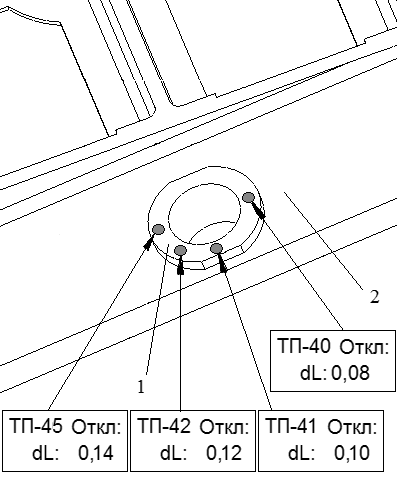 2
ТП-40 Откл:
dL: 0,08
1
ТП-45 Откл:
dL: 0,14
ТП-42 Откл:
dL: 0,12
ТП-41 Откл:
dL: 0,10